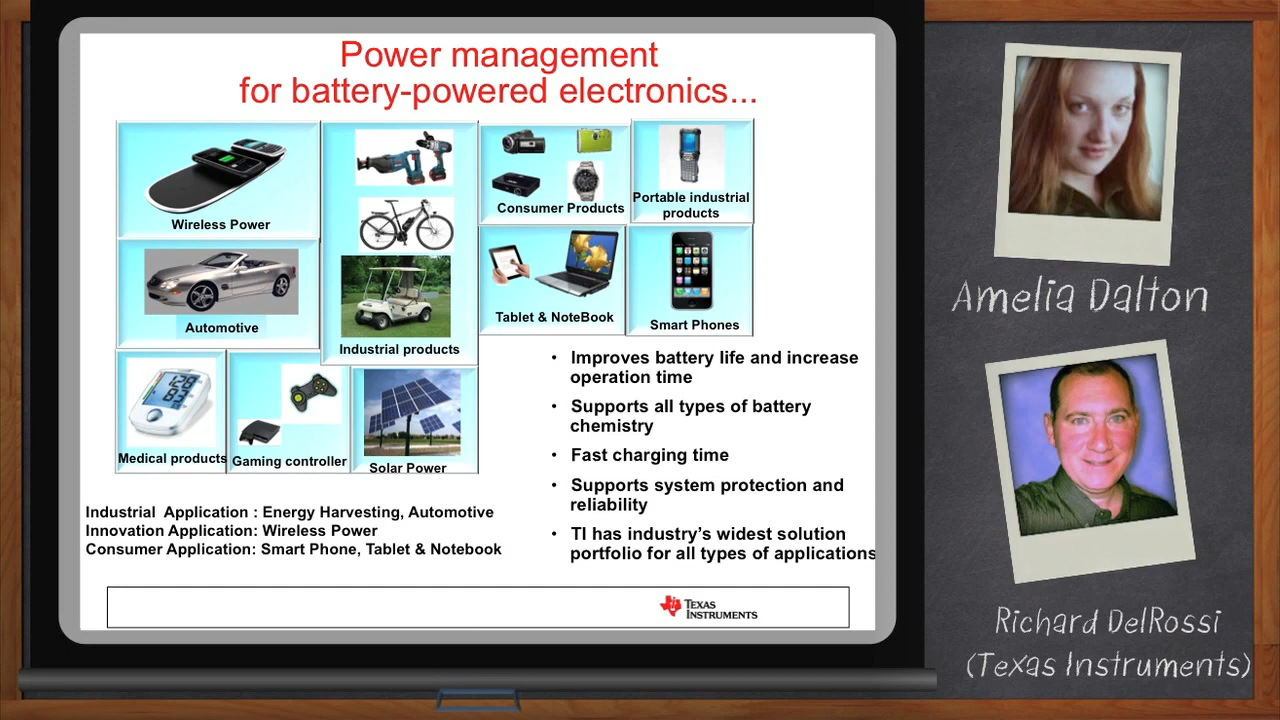 Power management
for battery-powered electronics...
Wireless Power
Consumer Products
Portable industrial
products
Automotive
Industrial products
Tablet & NoteBook
Smart Phones
Medical products
Gaming controller
Solar Power
• Improves battery life and increase
operation time
• Supports all types of battery
chemistry
• Fast charging time
• Supports system protection and
reliability
• TI has industry’s widest solution
portfolio for all types of applications
Industrial Application : Energy Harvesting, Automotive
Innovation Application: Wireless Power
Consumer Application: Smart Phone, Tablet & Notebook
TEXAS
INSTRUMENTS
Amelia Dalton
Richard DelRossi
(Texas Instruments)